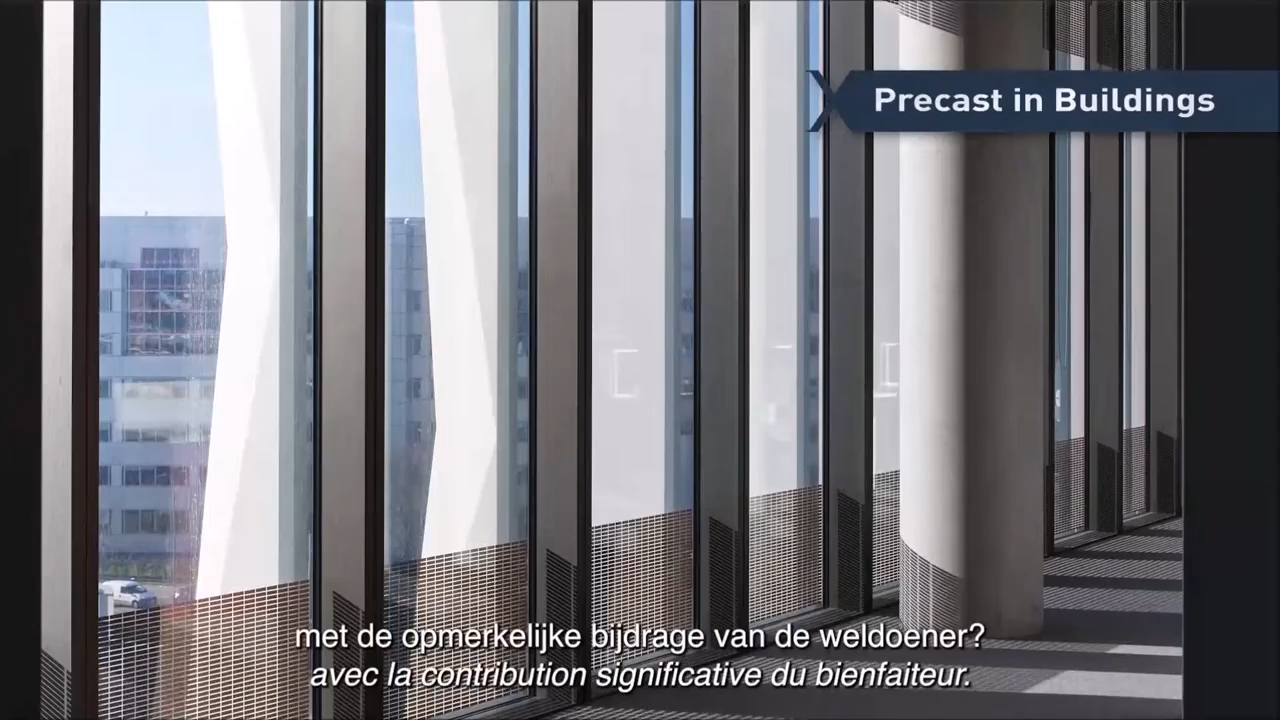 Precast in Buildings
met de opmerkelijke bijdrage van de weldoener?
avec la contribution significative du bienfaiteur.